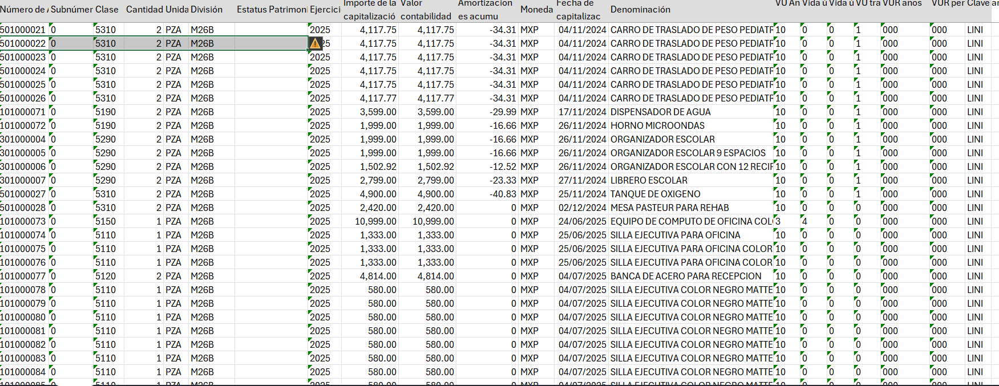 Número de Subnúmer Clase Cantidad Unida División Estatus Patrimoni Ejercici Importe de la capitalizació Valor contabilidad Amortizacion es acumu Moneda Fecha de capitalizac Denominación VU An Vida ú Vida ú VU tra VUR años VUR per Clave
501000021 0 5310 2 PZA M26B 2025 4,117.75 4,117.75 -34.31 MXP 04/11/2024 CARRO DE TRASLADO DE PESO PEDIATR 10 0 0 1 000 000 LINI
501000022 0 5310 2 PZA M26B 25 4,117.75 4,117.75 -34.31 MXP 04/11/2024 CARRO DE TRASLADO DE PESO PEDIATR 10 0 0 1 000 000 LINI
501000023 0 5310 2 PZA M26B 2025 4,117.75 4,117.75 -34.31 MXP 04/11/2024 CARRO DE TRASLADO DE PESO PEDIATR 10 0 0 1 000 000 LINI
501000024 0 5310 2 PZA M26B 2025 4,117.75 4,117.75 -34.31 MXP 04/11/2024 CARRO DE TRASLADO DE PESO PEDIATR 10 0 0 1 000 000 LINI
501000025 0 5310 2 PZA M26B 2025 4,117.75 4,117.75 -34.31 MXP 04/11/2024 CARRO DE TRASLADO DE PESO PEDIATR 10 0 0 1 000 000 LINI
501000026 0 5310 2 PZA M26B 2025 4,117.77 4,117.77 -34.31 MXP 04/11/2024 CARRO DE TRASLADO DE PESO PEDIATR 10 0 0 1 000 000 LINI
101000071 0 5190 2 PZA M26B 2025 3,599.00 3,599.00 -29.99 MXP 17/11/2024 DISPENSADOR DE AGUA 10 0 0 1 000 000 LINI
101000072 0 5190 2 PZA M26B 2025 1,999.00 1,999.00 -16.66 MXP 26/11/2024 HORNO MICROONDAS 10 0 0 1 000 000 LINI
301000004 0 5290 2 PZA M26B 2025 1,999.00 1,999.00 -16.66 MXP 26/11/2024 ORGANIZADOR ESCOLAR 10 0 0 1 000 000 LINI
301000005 0 5290 2 PZA M26B 2025 1,999.00 1,999.00 -16.66 MXP 26/11/2024 ORGANIZADOR ESCOLAR 9 ESPACIOS 10 0 0 1 000 000 LINI
301000006 0 5290 2 PZA M26B 2025 1,502.92 1,502.92 -12.52 MXP 26/11/2024 ORGANIZADOR ESCOLAR CON 12 RECIP 10 0 0 1 000 000 LINI
301000007 0 5290 2 PZA M26B 2025 2,799.00 2,799.00 -23.33 MXP 27/11/2024 LIBRERO ESCOLAR 10 0 0 1 000 000 LINI
501000027 0 5310 2 PZA M26B 2025 4,900.00 4,900.00 -40.83 MXP 25/11/2024 TANQUE DE OXIGENO 10 0 0 1 000 000 LINI
501000028 0 5310 2 PZA M26B 2025 2,420.00 2,420.00 0 MXP 02/12/2024 MESA PASTEUR PARA REHAB 10 0 0 0 000 000 LINI
101000073 0 5150 1 PZA M26B 2025 10,999.00 10,999.00 0 MXP 24/06/2025 EQUIPO DE COMPUTO DE OFICINA COL 3 4 0 0 000 000 LINI
101000074 0 5110 1 PZA M26B 2025 1,333.00 1,333.00 0 MXP 25/06/2025 SILLA EJECUTIVA PARA OFICINA 10 0 0 0 000 000 LINI
101000075 0 5110 1 PZA M26B 2025 1,333.00 1,333.00 0 MXP 25/06/2025 SILLA EJECUTIVA PARA OFICINA COLOR 10 0 0 0 000 000 LINI
101000076 0 5110 1 PZA M26B 2025 1,333.00 1,333.00 0 MXP 25/06/2025 SILLA EJECUTIVA PARA OFICINA COLOR 10 0 0 0 000 000 LINI
101000077 0 5120 2 PZA M26B 2025 4,814.00 4,814.00 0 MXP 04/07/2025 BANCA DE ACERO PARA RECEPCION 10 0 0 0 000 000 LINI
101000078 0 5110 1 PZA M26B 2025 580.00 580.00 0 MXP 04/07/2025 SILLA EJECUTIVA COLOR NEGRO MATTE 10 0 0 0 000 000 LINI
101000079 0 5110 1 PZA M26B 2025 580.00 580.00 0 MXP 04/07/2025 SILLA EJECUTIVA COLOR NEGRO MATTE 10 0 0 0 000 000 LINI
101000080 0 5110 1 PZA M26B 2025 580.00 580.00 0 MXP 04/07/2025 SILLA EJECUTIVA COLOR NEGRO MATTE 10 0 0 0 000 000 LINI
101000081 0 5110 1 PZA M26B 2025 580.00 580.00 0 MXP 04/07/2025 SILLA EJECUTIVA COLOR NEGRO MATTE 10 0 0 0 000 000 LINI
101000082 0 5110 1 PZA M26B 2025 580.00 580.00 0 MXP 04/07/2025 SILLA EJECUTIVA COLOR NEGRO MATTE 10 0 0 0 000 000 LINI
101000083 0 5110 1 PZA M26B 2025 580.00 580.00 0 MXP 04/07/2025 SILLA EJECUTIVA COLOR NEGRO MATTE 10 0 0 0 000 000 LINI
101000084 0 5110 1 PZA M26B 2025 580.00 580.00 0 MXP 04/07/2025 SILLA EJECUTIVA COLOR NEGRO MATTE 10 0 0 0 000 000 LINI